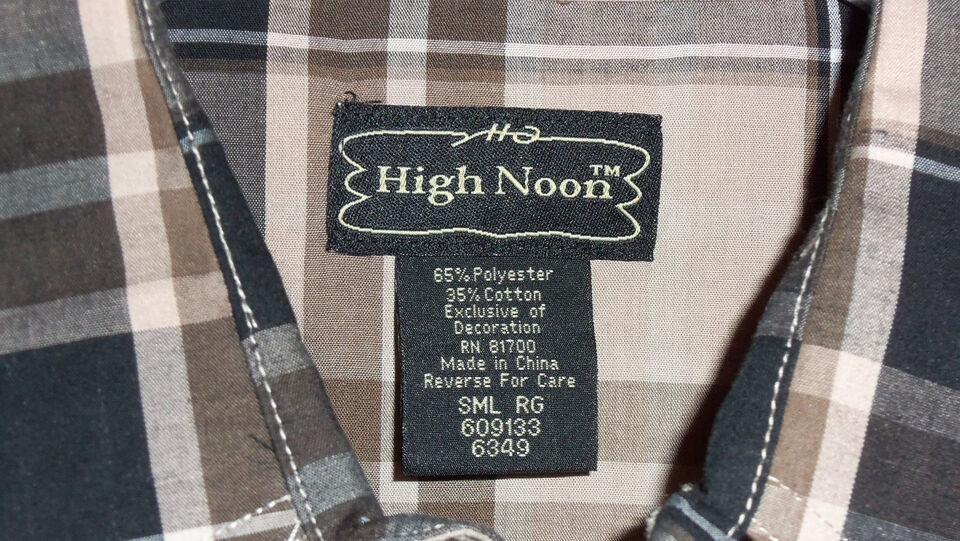 High Noon™
65% Polyester
35% Cotton
Exclusive of
Decoration
RN 81700
Made in China
Reverse For Care
SML RG
609133
6349